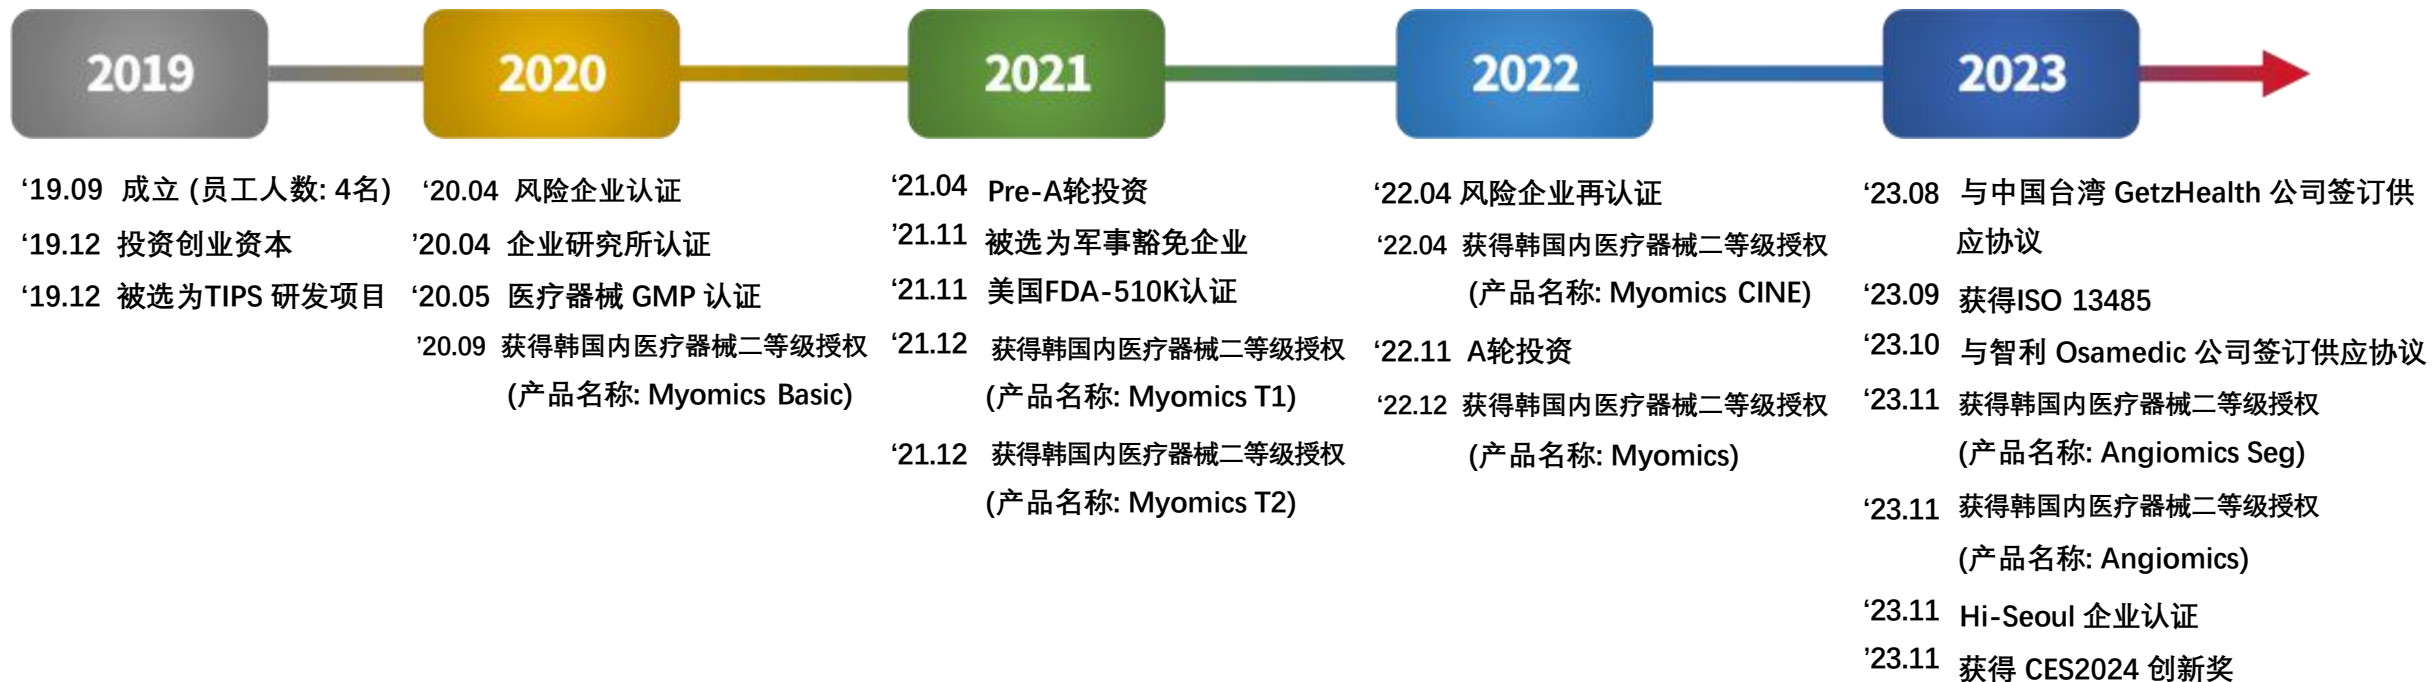 2019
‘19.09 成立 (员工人数: 4名)
‘19.12 投资创业资本
‘19.12 被选为TIPS 研发项目
2020
‘20.04 风险企业认证
’20.04 企业研究所认证
‘20.05 医疗器械 GMP 认证
’20.09 获得韩国内医疗器械二等级授权
(产品名称: Myomics Basic)
2021
‘21.04 Pre-A轮投资
’21.11 被选为军事豁免企业
‘21.11 美国FDA-510K认证
‘21.12 获得韩国内医疗器械二等级授权
(产品名称: Myomics T1)
‘21.12 获得韩国内医疗器械二等级授权
(产品名称: Myomics T2)
2022
‘22.04 风险企业再认证
‘22.04 获得韩国内医疗器械二等级授权
(产品名称: Myomics CINE)
‘22.11 A轮投资
‘22.12 获得韩国内医疗器械二等级授权
(产品名称: Myomics)
2023
‘23.08 与中国台湾 GetzHealth 公司签订供
应协议
‘23.09 获得ISO 13485
‘23.10 与智利 Osamedic 公司签订供应协议
‘23.11 获得韩国内医疗器械二等级授权
(产品名称: Angiomics Seg)
‘23.11 获得韩国内医疗器械二等级授权
(产品名称: Angiomics)
‘23.11 Hi-Seoul 企业认证
’23.11 获得 CES2024 创新奖